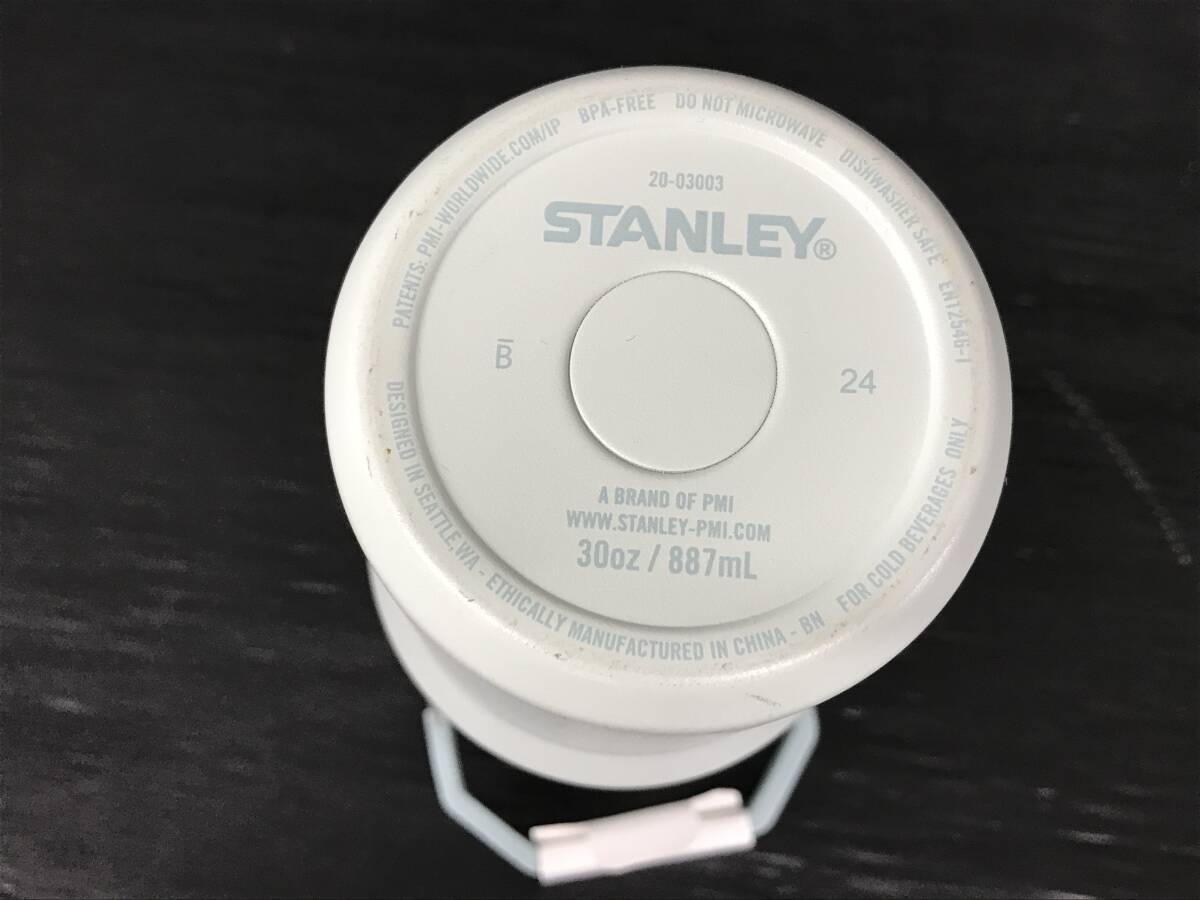 PATENTS: PMI-WORLDWIDE.COM/IP BPA-FREE DO NOT MICROWAVE DISHWASHER SAFE EN12546-1
20-03003
STANLEY®
B̅
24
A BRAND OF PMI
WWW.STANLEY-PMI.COM
30oz / 887mL
DESIGNED IN SEATTLE, WA - ETHICALLY MANUFACTURED IN CHINA - BN FOR COLD BEVERAGES ONLY